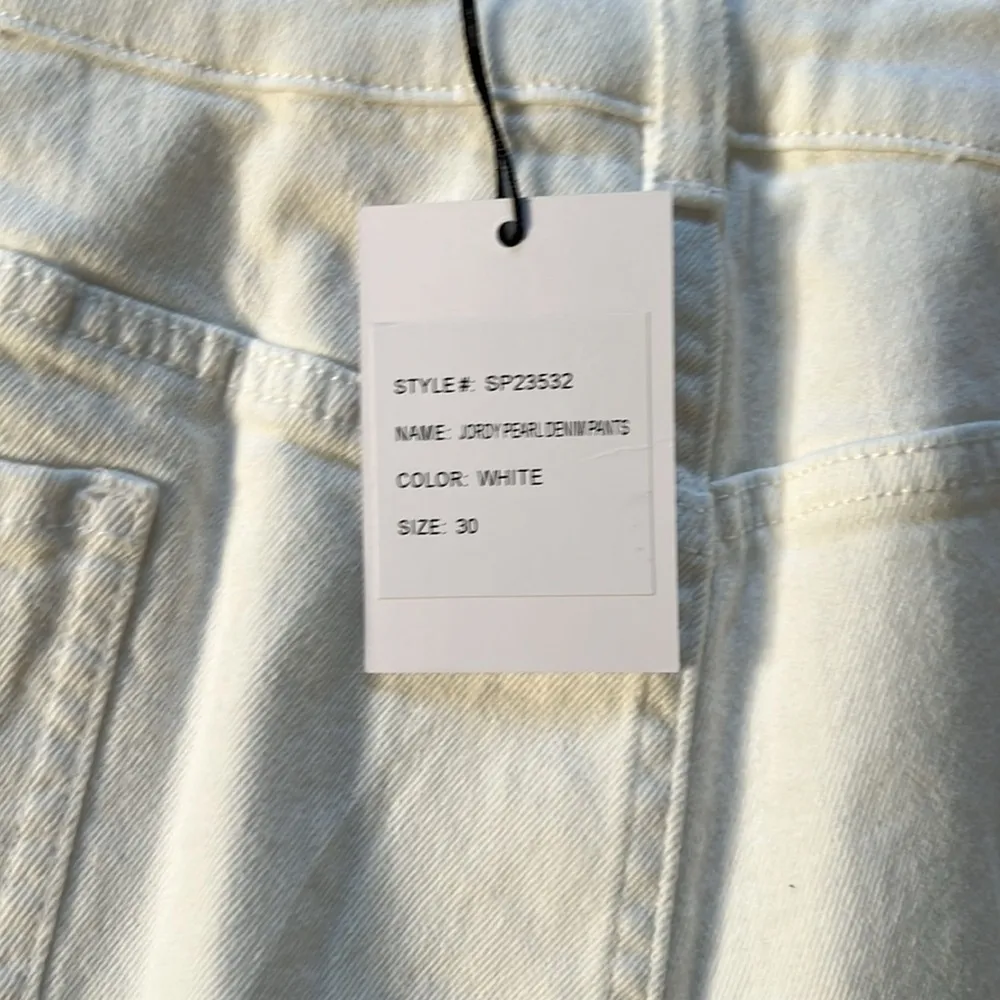 STYLE#: SP23532
NAME: JORDY PEARL DENIM PANTS
COLOR: WHITE
SIZE: 30